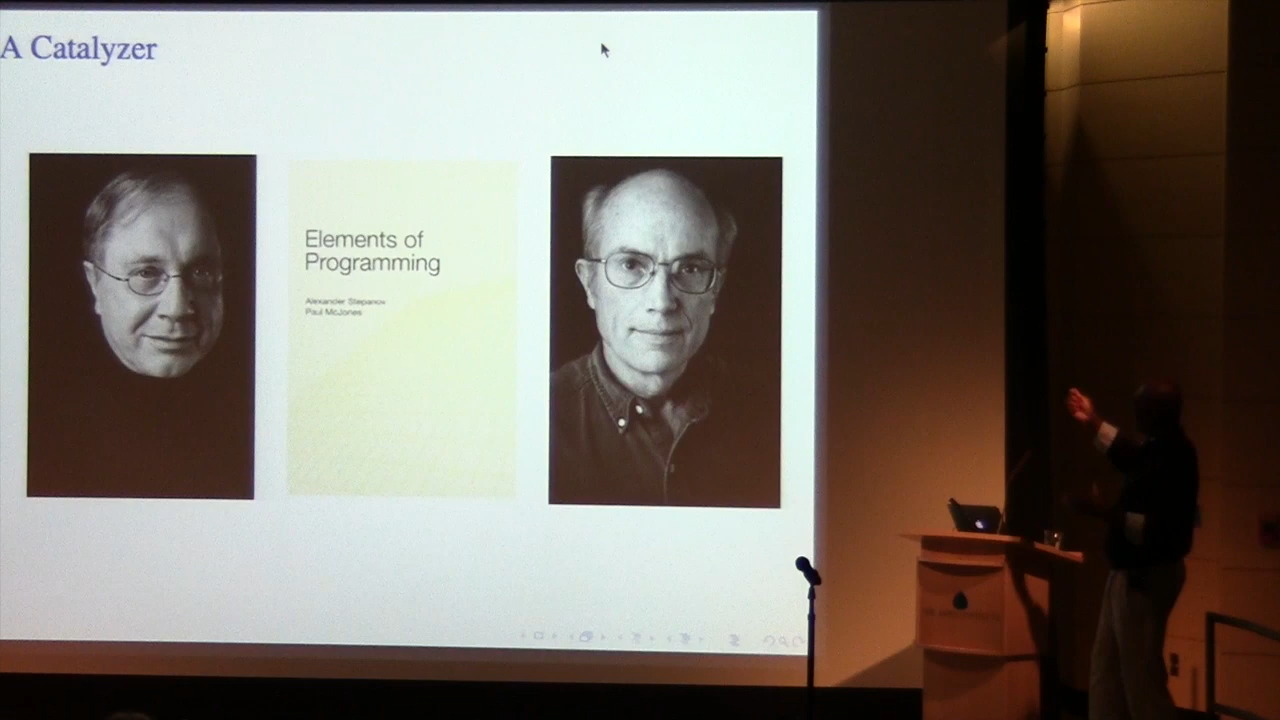 A Catalyzer
Elements of
Programming
Alexander Stepanov
Paul McJones